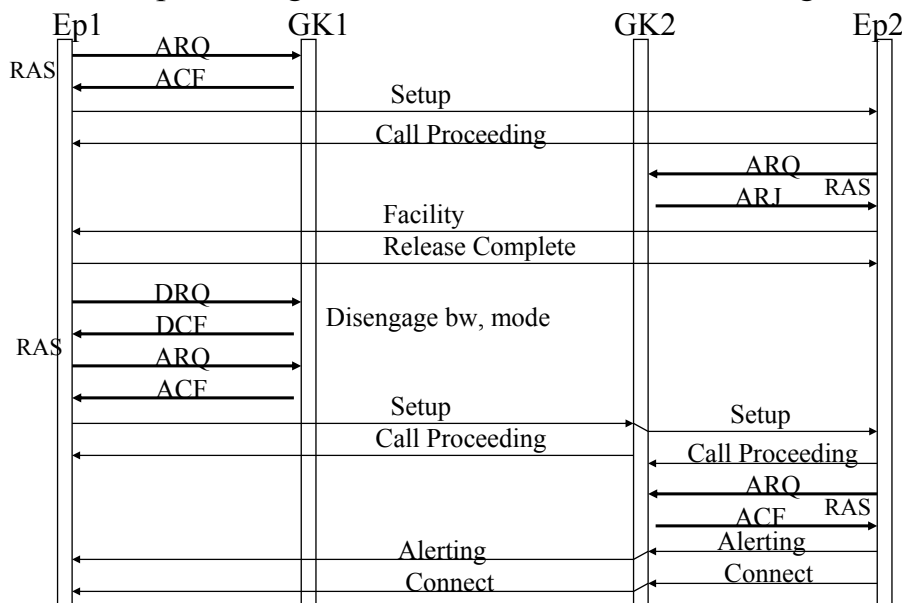 Ep1 GK1 GK2 Ep2
ARQ
RAS
ACF
Setup
Call Proceeding
ARQ
RAS
ARJ
Facility
Release Complete
DRQ
Disengage bw, mode
DCF
RAS
ARQ
ACF
Setup
Setup
Call Proceeding
Call Proceeding
ARQ
RAS
ACF
Alerting
Alerting
Connect
Connect